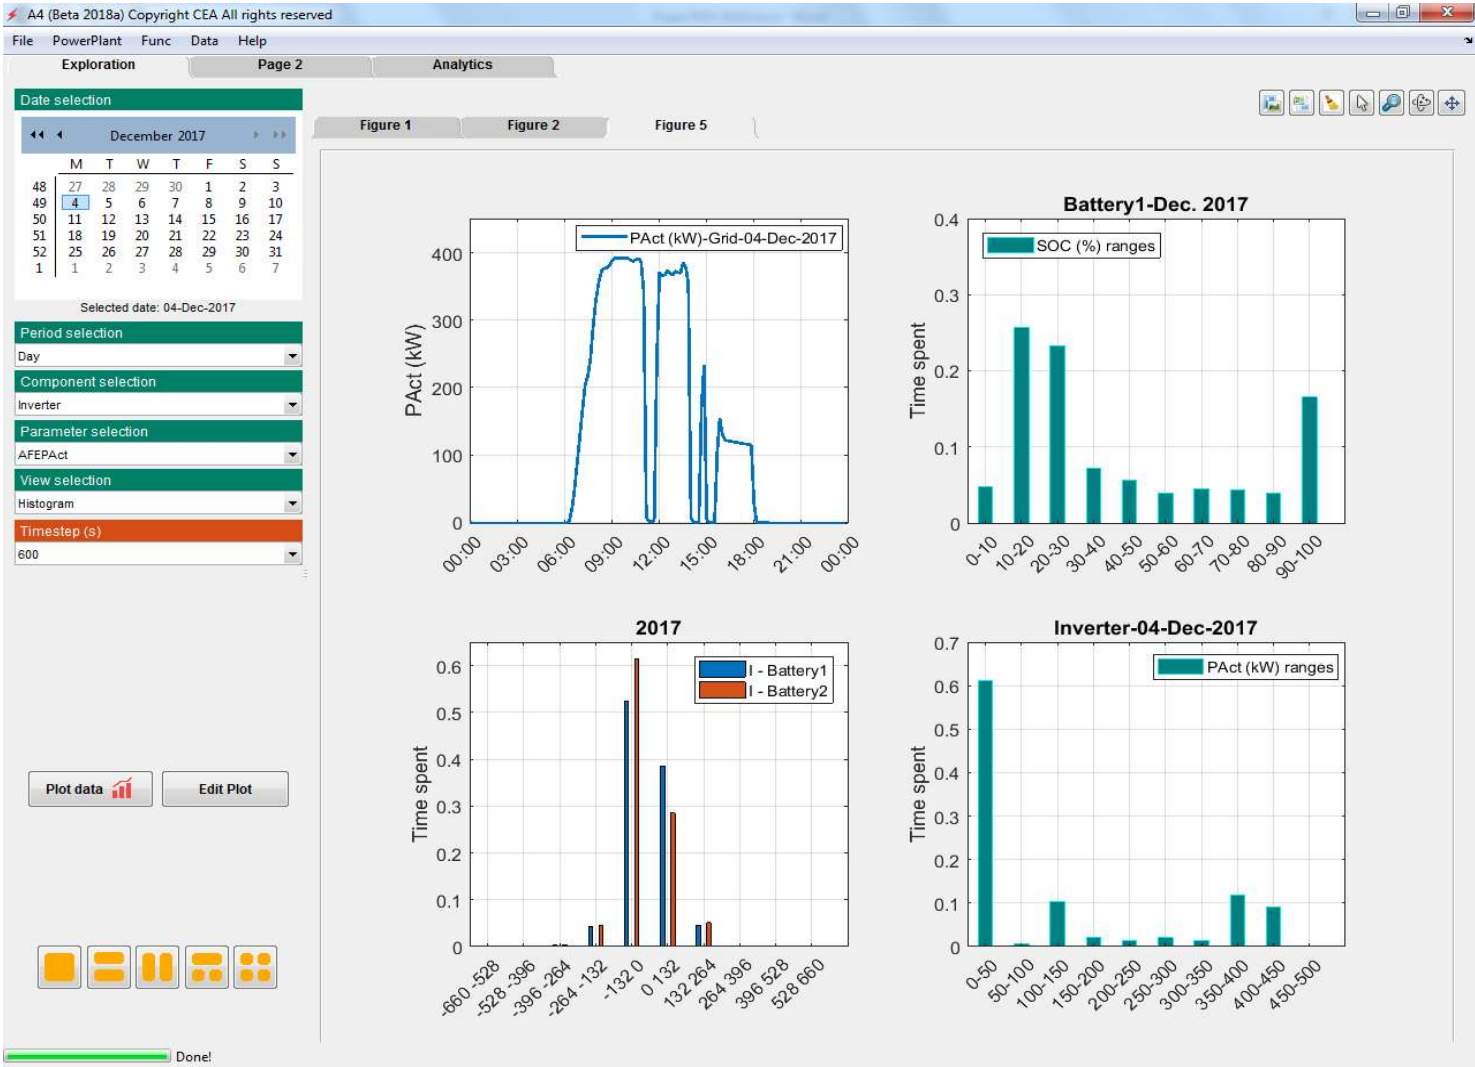 A4 (Beta 2018a) Copyright CEA All rights reserved
File PowerPlant Func Data Help
Exploration Page 2 Analytics
Date selection
December 2017
M T W T F S S
48 27 28 29 30 1 2 3
49 4 5 6 7 8 9 10
50 11 12 13 14 15 16 17
51 18 19 20 21 22 23 24
52 25 26 27 28 29 30 31
1 1 2 3 4 5 6 7
Selected date: 04-Dec-2017
Period selection
Day
Component selection
Inverter
Parameter selection
AFEPAct
View selection
Histogram
Timestep (s)
600
Plot data
Edit Plot
Done!
Figure 1 Figure 2 Figure 5
PAct (kW)-Grid-04-Dec-2017
PAct (kW)
400
300
200
100
0
00:00 03:00 06:00 09:00 12:00 15:00 18:00 21:00 00:00
Battery1-Dec. 2017
SOC (%) ranges
Time spent
0.4
0.3
0.2
0.1
0
0-10 10-20 20-30 30-40 40-50 50-60 60-70 70-80 80-90 90-100
2017
I - Battery1
I - Battery2
Time spent
0.6
0.5
0.4
0.3
0.2
0.1
0
-660 -528 -528 -396 -396 -264 -264 -132 -132 0 0 132 132 264 264 396 396 528 528 660
Inverter-04-Dec-2017
PAct (kW) ranges
Time spent
0.7
0.6
0.5
0.4
0.3
0.2
0.1
0
0-50 50-100 100-150 150-200 200-250 250-300 300-350 350-400 400-450 450-500